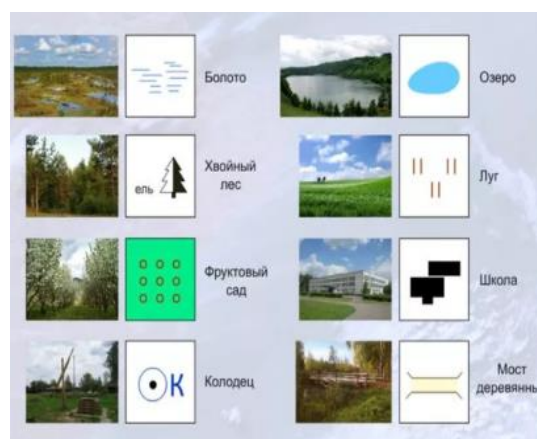 Болото
Озеро
Хвойный
лес
ель
Луг
Фруктовый
сад
Школа
Колодец
К
Мост
деревянны